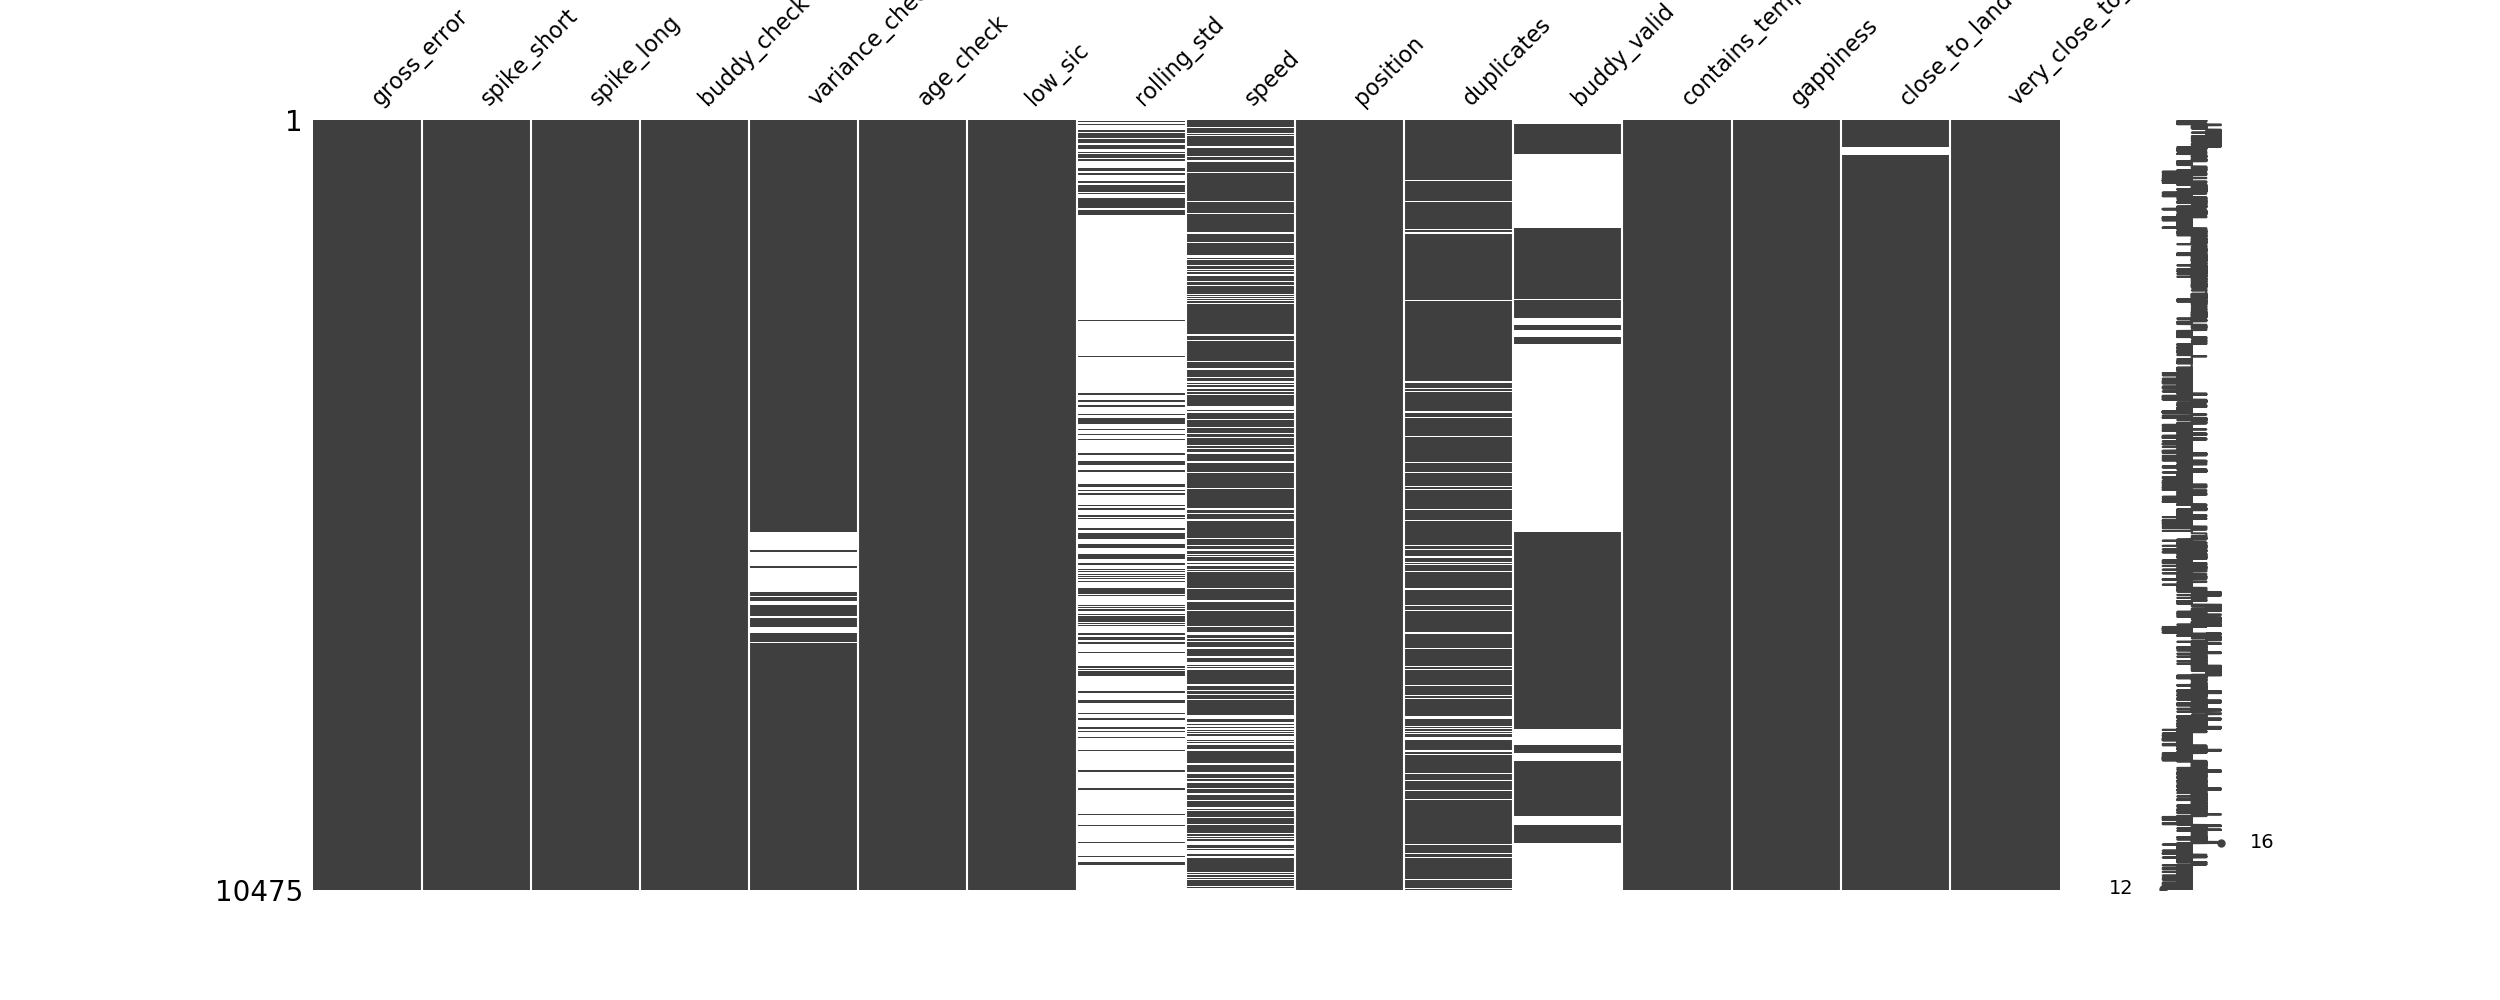 gross_error
spike_short
spike_long
buddy_check
age_check
low_sic
rolling_std
speed
position
duplicates
buddy_valid
gappiness
close_to_land
1
10475
16
12